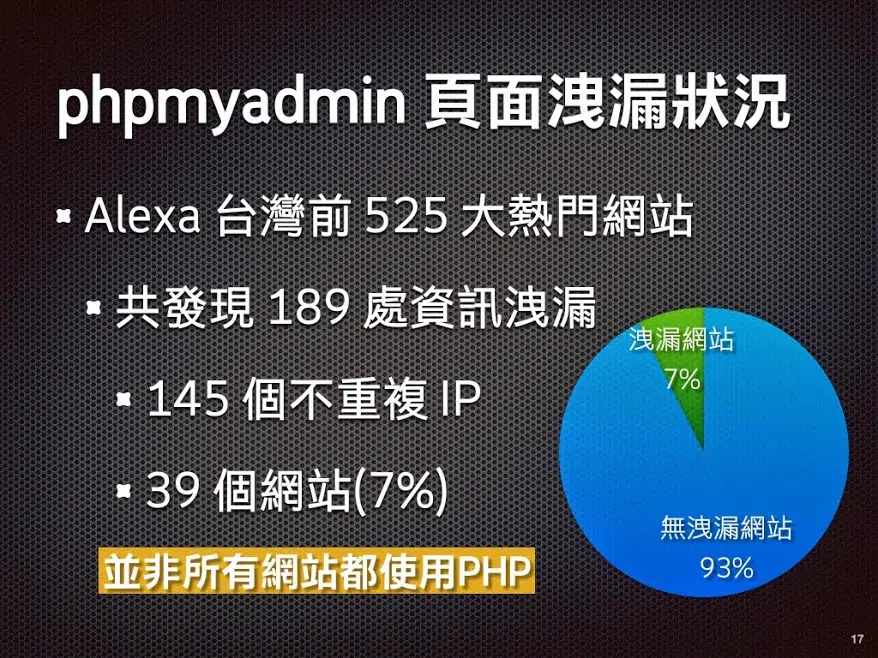 phpmyadmin 頁面洩漏狀況
Alexa 台灣前 525 大熱門網站
共發現 189 處資訊洩漏
145 個不重複 IP
39 個網站(7%)
並非所有網站都使用PHP
洩漏網站
7%
無洩漏網站
93%
17